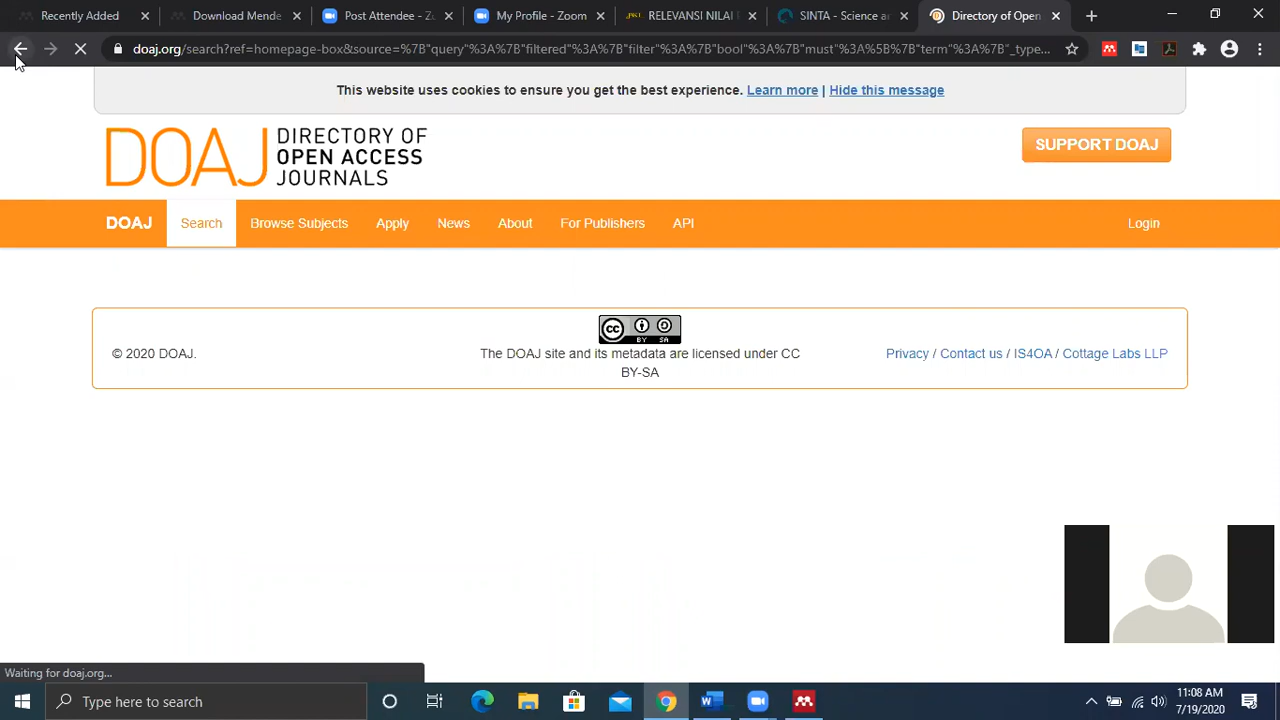 Recently Added
Download Mende
Post Attendee - Z
My Profile - Zoom
RELEVANSI NILAI
SINTA - Science ar
Directory of Open
doaj.org/search?ref=homepage-box&source=%7B"query"%3A%7B"filtered"%3A%7B"filter"%3A%7B"bool"%3A%7B"must"%3A%5B%7B"term"%3A%7B"_type...
This website uses cookies to ensure you get the best experience. Learn more | Hide this message
DOAJ
DIRECTORY OF
OPEN ACCESS
JOURNALS
SUPPORT DOAJ
DOAJ Search Browse Subjects Apply News About For Publishers API Login
CC BY SA
© 2020 DOAJ.
The DOAJ site and its metadata are licensed under CC
BY-SA
Privacy / Contact us / IS4OA / Cottage Labs LLP
Waiting for doaj.org...
Type here to search
11:08 AM
7/19/2020